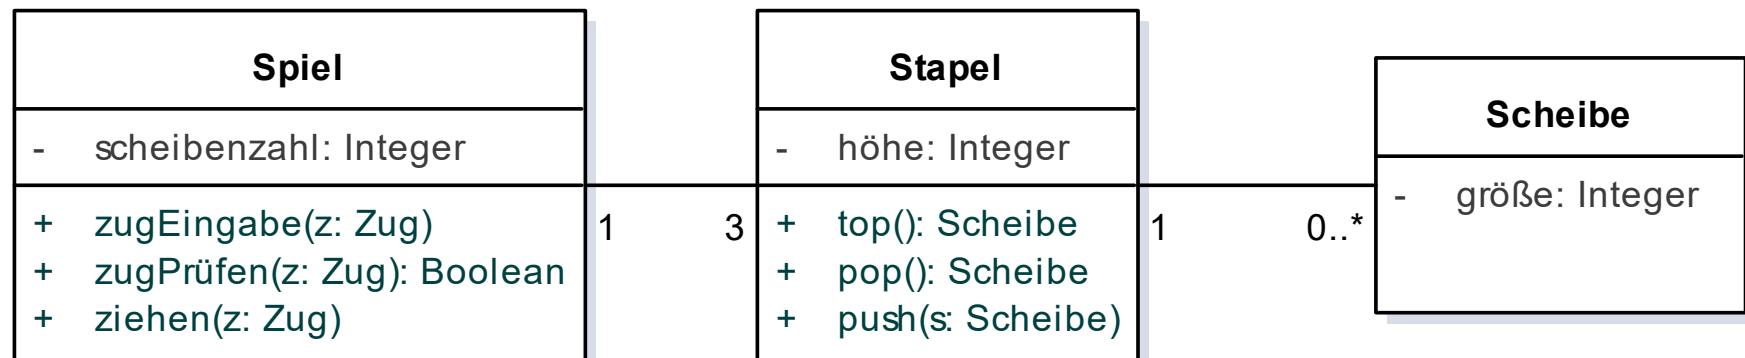 Spiel
- scheibenzahl: Integer
+ zugEingabe(z: Zug)
+ zugPrüfen(z: Zug): Boolean
+ ziehen(z: Zug)
1
3
Stapel
- höhe: Integer
+ top(): Scheibe
+ pop(): Scheibe
+ push(s: Scheibe)
1
0..*
Scheibe
- größe: Integer